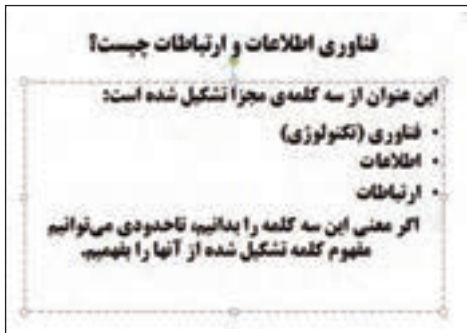 فناوری اطلاعات و ارتباطات چیست؟
این عنوان از سه کلمه‌ی مجزا تشکیل شده است:
• فناوری (تکنولوژی)
• اطلاعات
• ارتباطات
اگر معنی این سه کلمه را بدانیم، تاحدودی می‌توانیم
مفهوم کلمه تشکیل شده از آنها را بفهمیم.